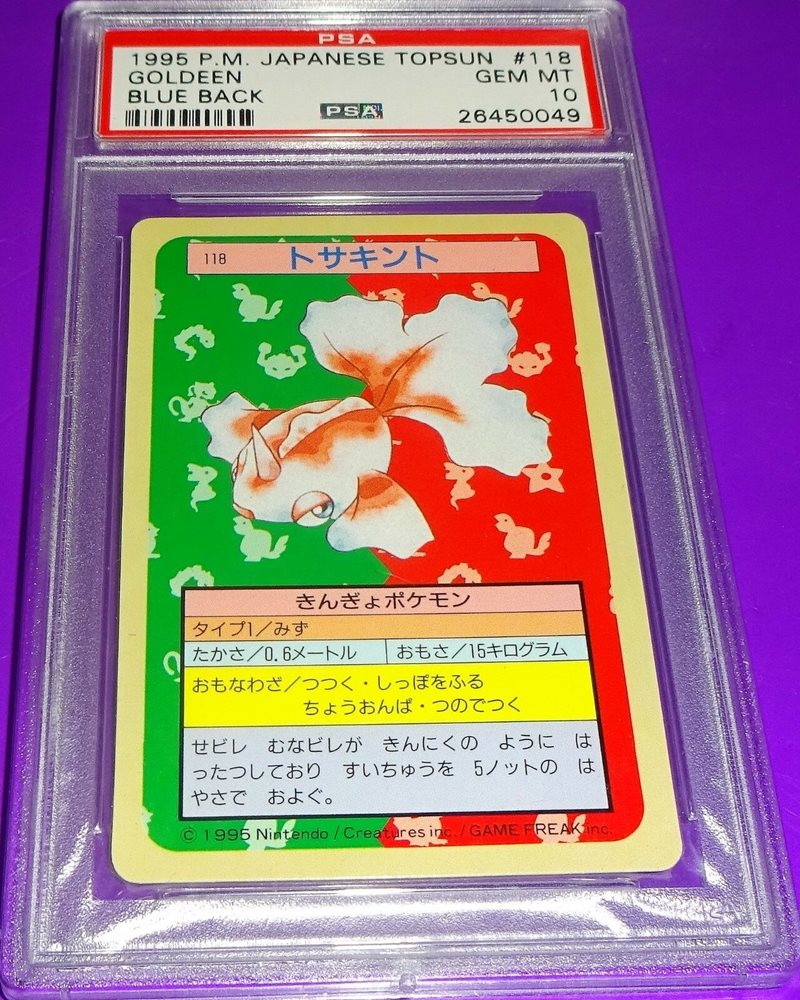 PSA
1995 P.M. JAPANESE TOPSUN #118
GOLDEEN GEM MT
BLUE BACK 10
PSA 26450049
118 トサキント
きんぎょポケモン
タイプ1／みず
たかさ／0.6メートル おもさ／15キログラム
おもなわざ／つつく・しっぽをふる
ちょうおんぱ・つのでつく
せビレ むなビレが きんにくの ように は
ったつしており すいちゅうを 5ノットの は
やさで およぐ。
© 1995 Nintendo / Creatures inc. / GAME FREAK inc.